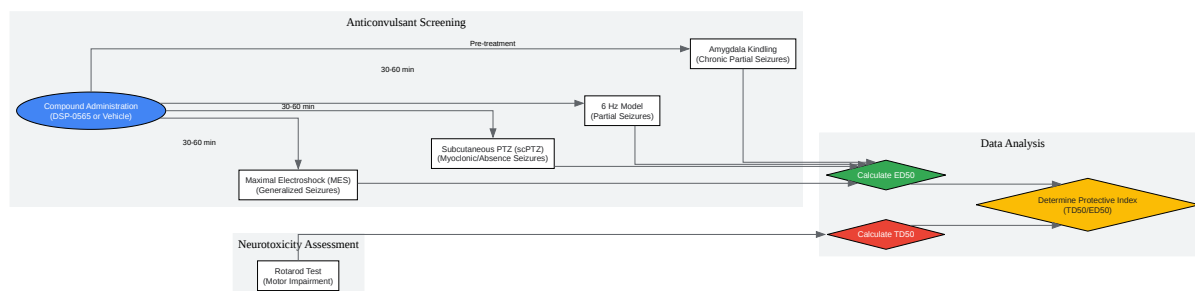 Anticonvulsant Screening
Pre-treatment
Amygdala Kindling
(Chronic Partial Seizures)
30-60 min
Compound Administration
(DSP-0565 or Vehicle)
30-60 min
6 Hz Model
(Partial Seizures)
30-60 min
Subcutaneous PTZ (scPTZ)
(Myoclonic/Absence Seizures)
Maximal Electroshock (MES)
(Generalized Seizures)
Data Analysis
Calculate ED50
Determine Protective Index
(TD50/ED50)
Calculate TD50
Neurotoxicity Assessment
Rotarod Test
(Motor Impairment)